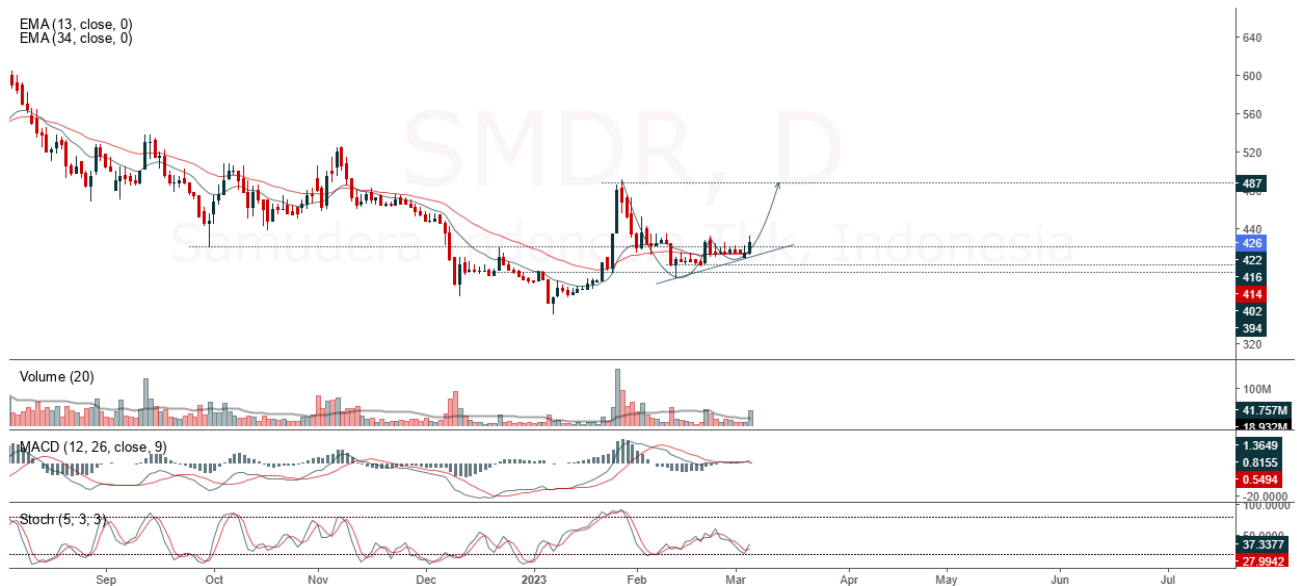 EMA (13, close, 0)
EMA (34, close, 0)
SMDR, D
Samudera Indonesia Tbk, Indonesia
640
600
560
520
487
480
440
426
422
416
414
402
394
320
Volume (20)
100M
41.757M
18.932M
MACD (12, 26, close, 9)
1.3649
0.8155
0.5494
-20.0000
Stoch (5, 3, 3)
100.0000
50.0000
37.3377
27.9942
Sep Oct Nov Dec 2023 Feb Mar Apr May Jun Jul